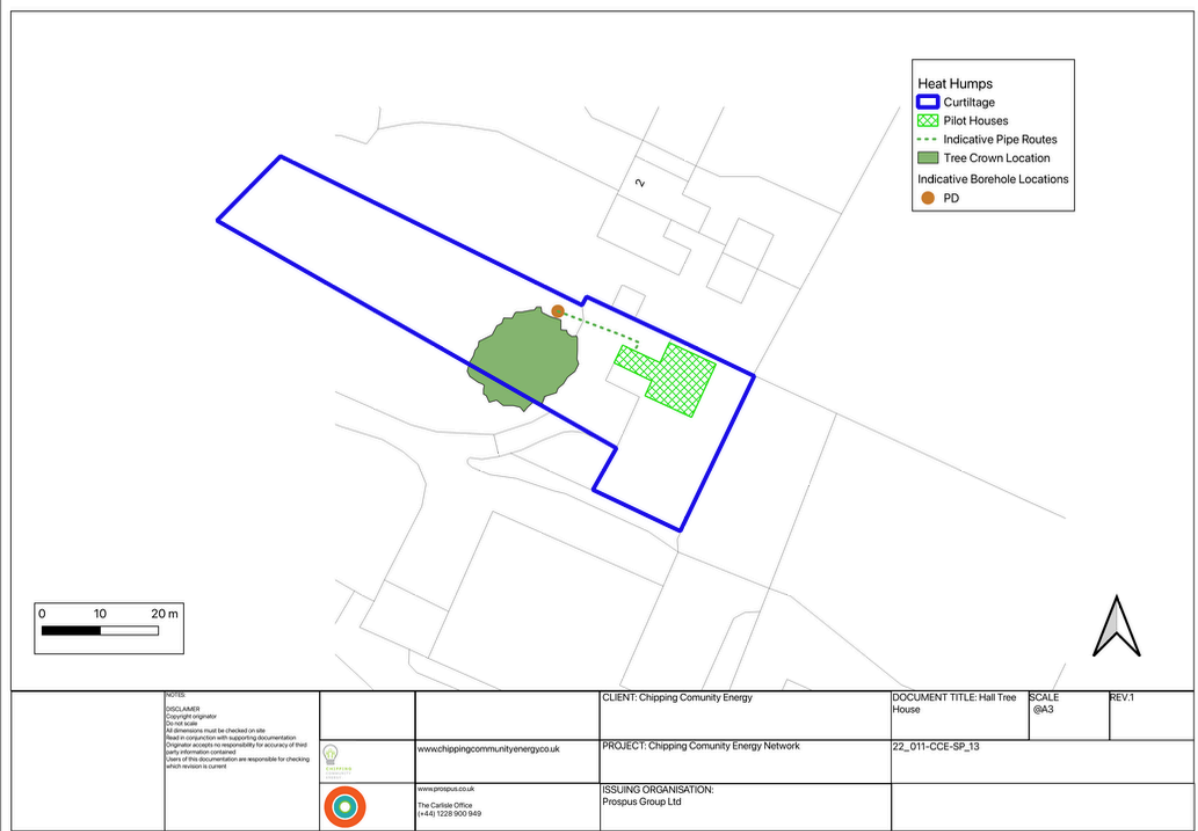 Heat Humps
Curtiltage
Pilot Houses
Indicative Pipe Routes
Tree Crown Location
Indicative Borehole Locations
PD
2
0 10 20 m
NOTES:
DISCLAIMER
Copyright originator
Do not scale
All dimensions must be checked on site
Read in conjunction with supporting documentation
Originator accepts no responsibility for accuracy of third
party information contained
Users of this documentation are responsible for checking
which revision is current
CHIPPING
COMMUNITY
ENERGY
www.chippingcommunityenergy.co.uk
www.prospus.co.uk
The Carlisle Office
(+44) 1228 900 949
CLIENT: Chipping Comunity Energy
PROJECT: Chipping Comunity Energy Network
ISSUING ORGANISATION:
Prospus Group Ltd
DOCUMENT TITLE: Hall Tree
House
22_011-CCE-SP_13
SCALE
@A3
REV.1